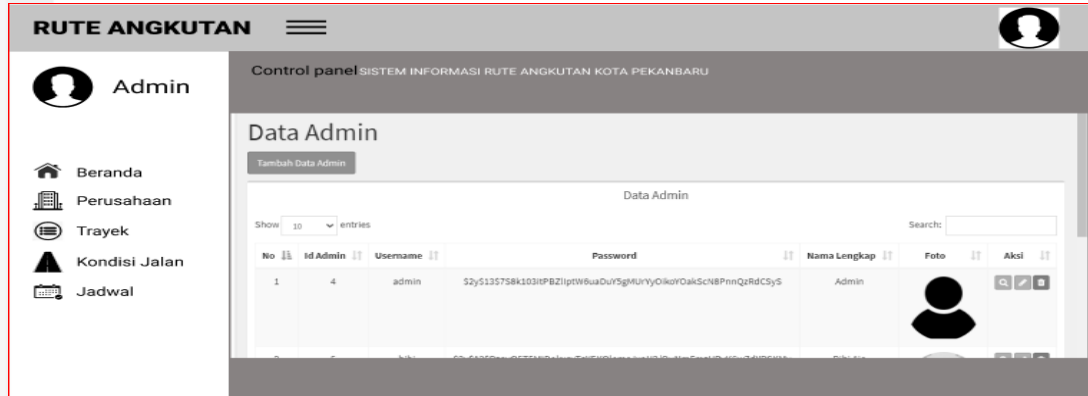 RUTE ANGKUTAN
Admin
Control panel SISTEM INFORMASI RUTE ANGKUTAN KOTA PEKANBARU
Beranda
Perusahaan
Trayek
Kondisi Jalan
Jadwal
Data Admin
Tambah Data Admin
Data Admin
Show 10 entries Search:
No Id Admin Username Password Nama Lengkap Foto Aksi
1 4 admin Admin